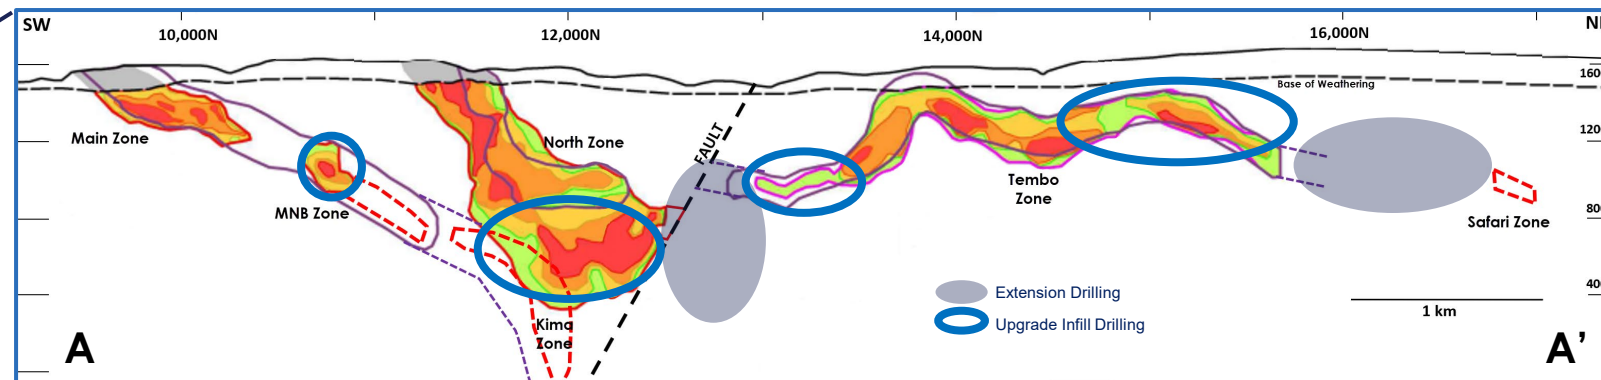 SW
10,000N
12,000N
14,000N
16,000N
Base of Weathering
Main Zone
North Zone
FAULT
MNB Zone
Tembo
Zone
Safari Zone
Extension Drilling
Upgrade Infill Drilling
1 km
Zone
A
A'